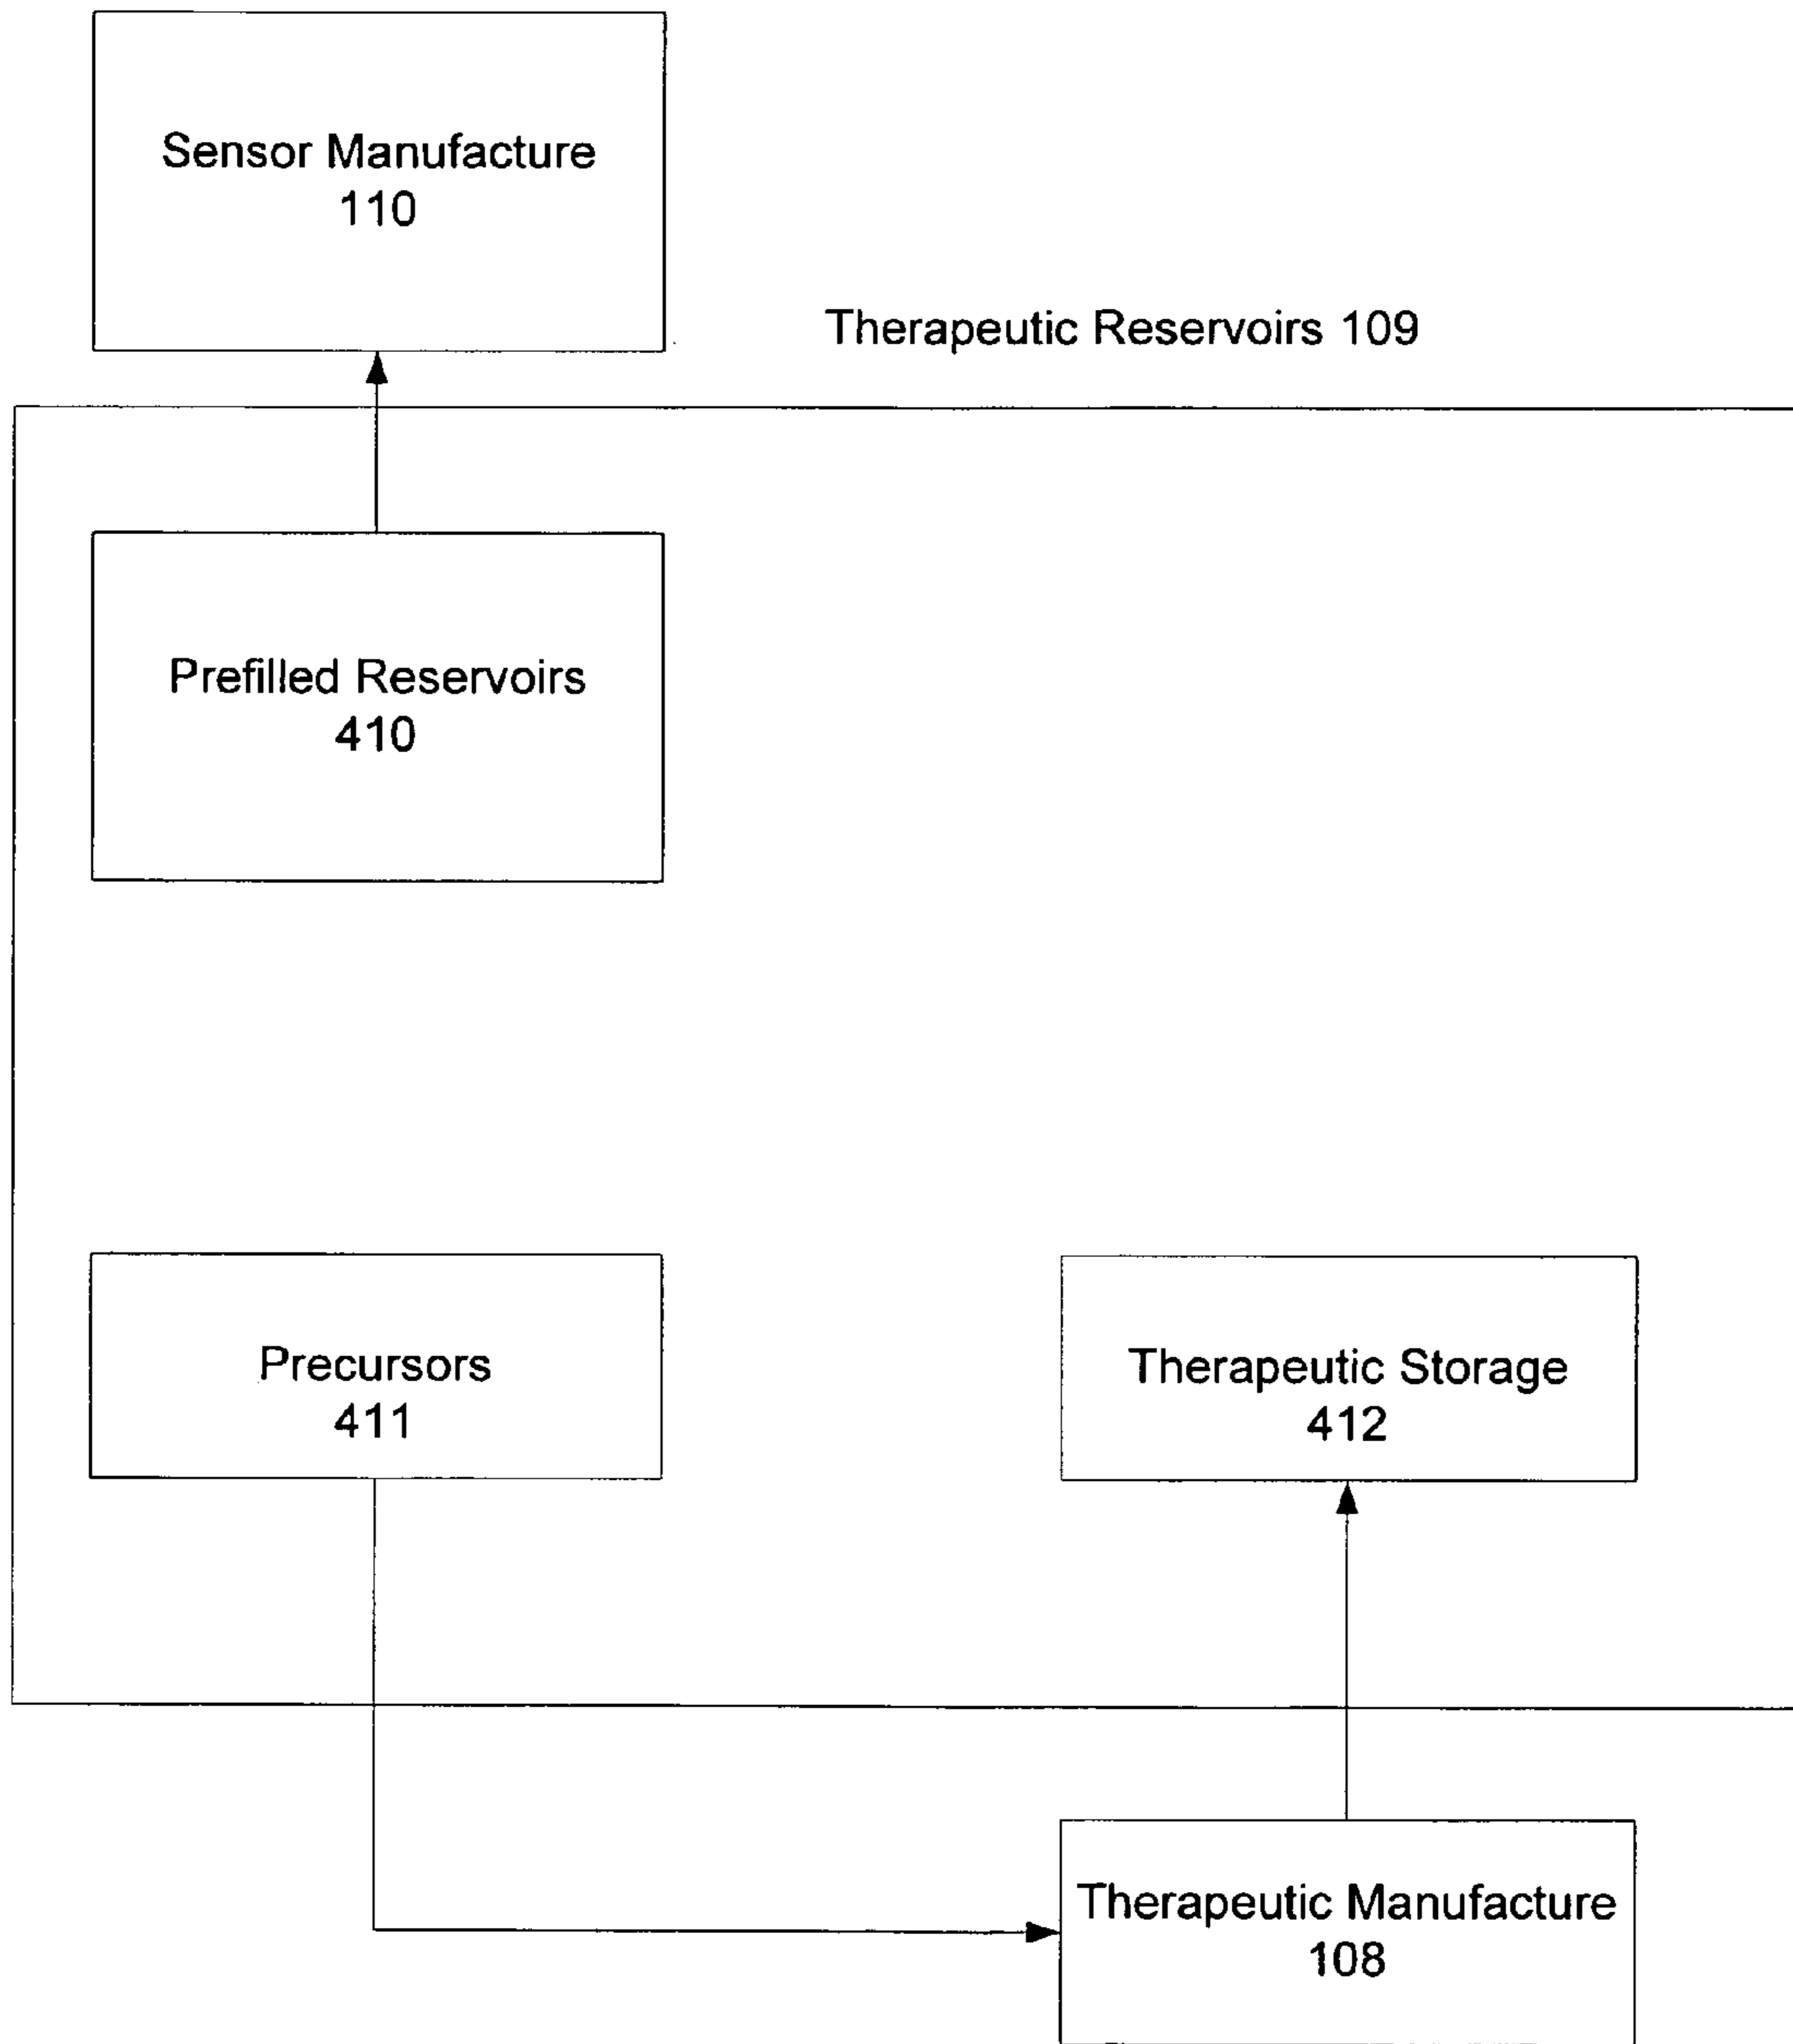 Sensor Manufacture
110
Therapeutic Reservoirs 109
Prefilled Reservoirs
410
Precursors
411
Therapeutic Storage
412
Therapeutic Manufacture
108